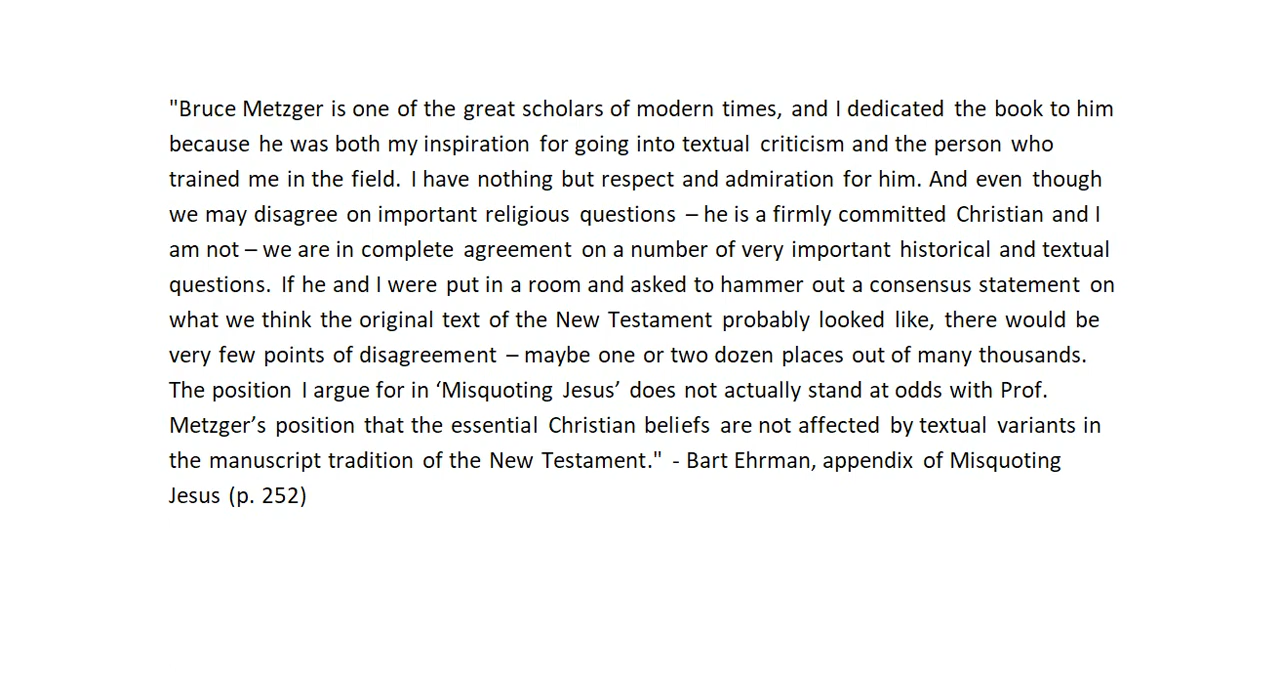 "Bruce Metzger is one of the great scholars of modern times, and I dedicated the book to him
because he was both my inspiration for going into textual criticism and the person who
trained me in the field. I have nothing but respect and admiration for him. And even though
we may disagree on important religious questions – he is a firmly committed Christian and I
am not – we are in complete agreement on a number of very important historical and textual
questions. If he and I were put in a room and asked to hammer out a consensus statement on
what we think the original text of the New Testament probably looked like, there would be
very few points of disagreement – maybe one or two dozen places out of many thousands.
The position I argue for in ‘Misquoting Jesus’ does not actually stand at odds with Prof.
Metzger’s position that the essential Christian beliefs are not affected by textual variants in
the manuscript tradition of the New Testament." - Bart Ehrman, appendix of Misquoting
Jesus (p. 252)